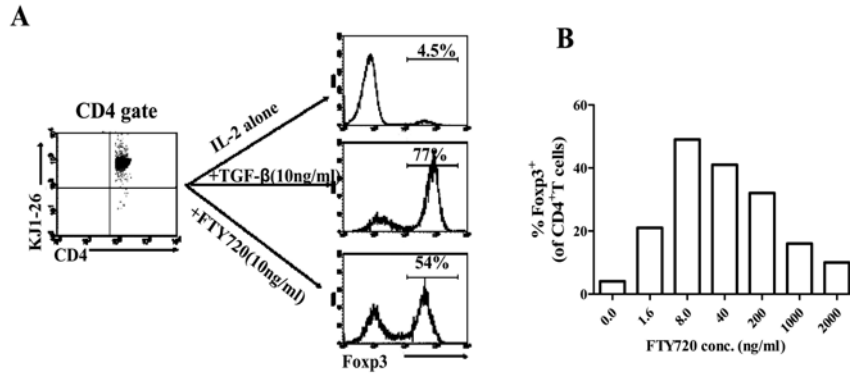 A
CD4 gate
KJ1-26
CD4
IL-2 alone
+TGF-β(10ng/ml)
+FTY720(10ng/ml)
4.5%
77%
54%
Foxp3
B
% Foxp3⁺
(of CD4⁺T cells)
60
40
20
0
0.0
1.6
8.0
40
200
1000
2000
FTY720 conc. (ng/ml)